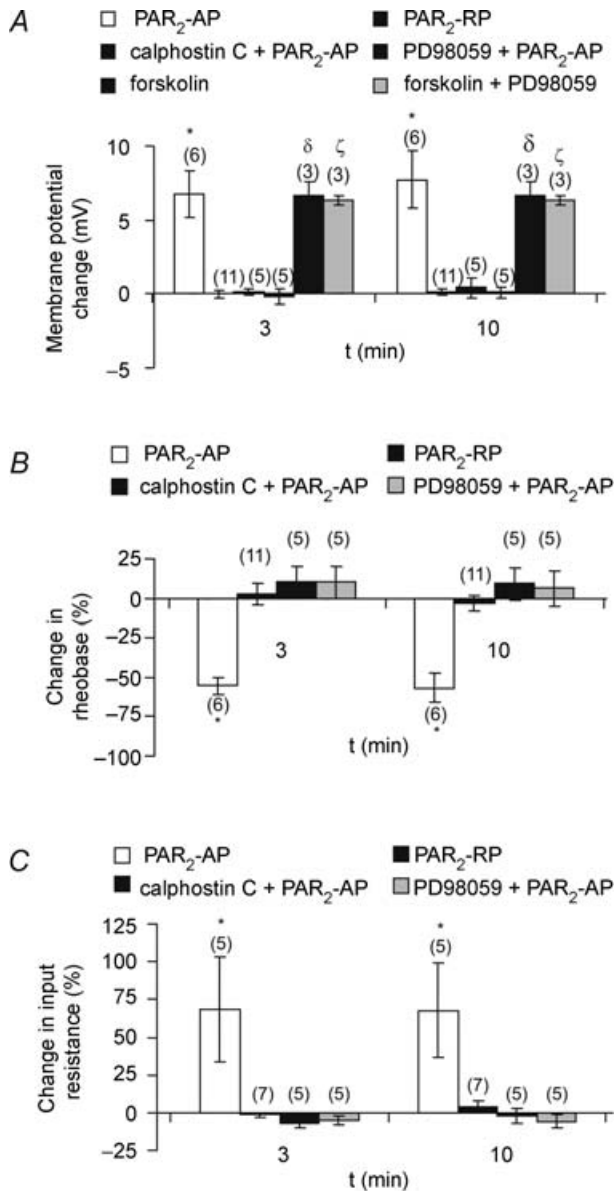 A
PAR2-AP PAR2-RP
calphostin C + PAR2-AP PD98059 + PAR2-AP
forskolin forskolin + PD98059
Membrane potential
change (mV)
10
5
0
–5
*
(6)
(11) (5) (5)
δ
(3)
ζ
(3)
*
(6)
(11) (5) (5)
δ
(3)
ζ
(3)
3 10
t (min)
B
PAR2-AP PAR2-RP
calphostin C + PAR2-AP PD98059 + PAR2-AP
Change in
rheobase (%)
25
0
–25
–50
–75
–100
(6)
*
(11) (5) (5)
(6)
*
(11) (5) (5)
3 10
t (min)
C
PAR2-AP PAR2-RP
calphostin C + PAR2-AP PD98059 + PAR2-AP
Change in input
resistance (%)
125
100
75
50
25
0
–25
*
(5)
(7) (5) (5)
*
(5)
(7) (5) (5)
3 10
t (min)